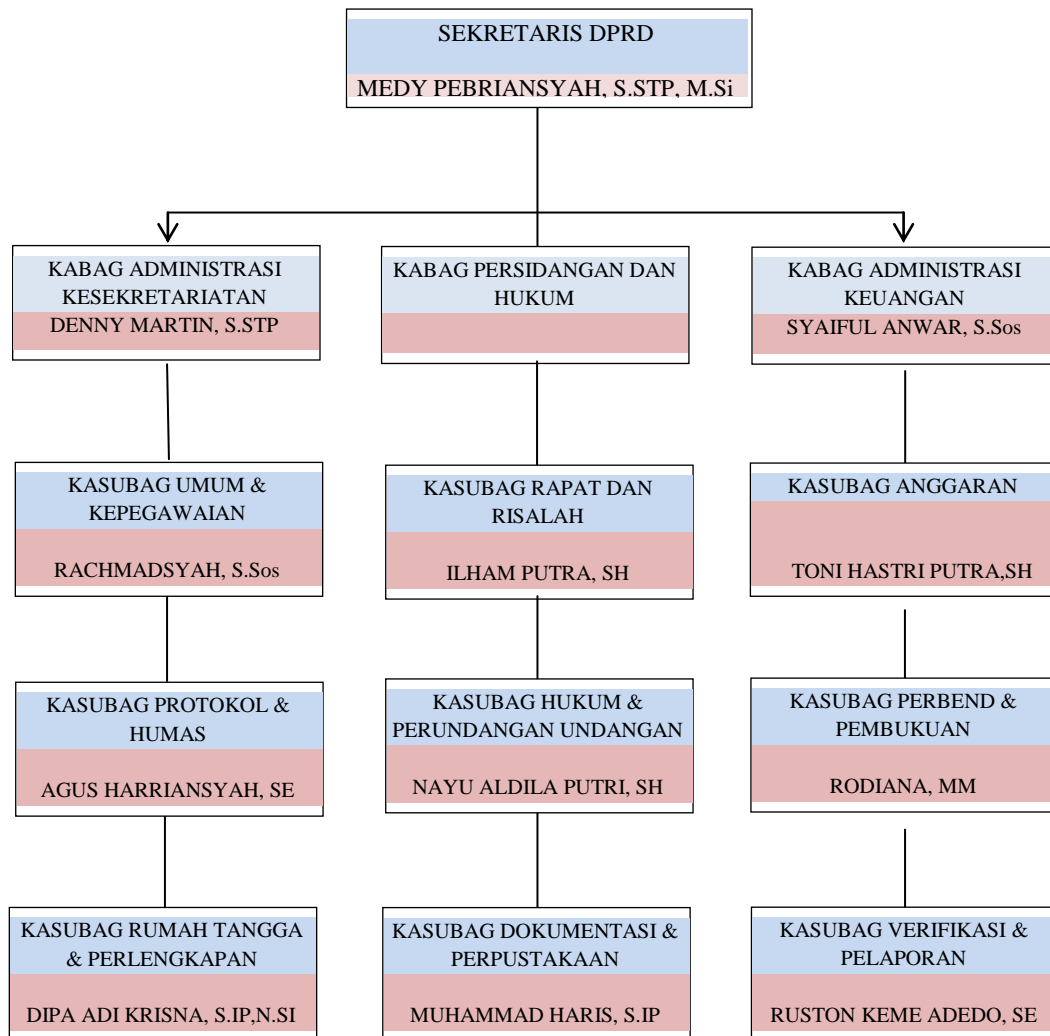 SEKRETARIS DPRD
MEDY PEBRIANSYAH, S.STP, M.Si
KABAG ADMINISTRASI
KESEKRETARIATAN
DENNY MARTIN, S.STP
KABAG PERSIDANGAN DAN
HUKUM
KABAG ADMINISTRASI
KEUANGAN
SYAIFUL ANWAR, S.Sos
KASUBAG UMUM &
KEPEGAWAIAN
RACHMADSYAH, S.Sos
KASUBAG RAPAT DAN
RISALAH
ILHAM PUTRA, SH
KASUBAG ANGGARAN
TONI HASTRI PUTRA,SH
KASUBAG PROTOKOL &
HUMAS
AGUS HARRIANSYAH, SE
KASUBAG HUKUM &
PERUNDANGAN UNDANGAN
NAYU ALDILA PUTRI, SH
KASUBAG PERBEND &
PEMBUKUAN
RODIANA, MM
KASUBAG RUMAH TANGGA
& PERLENGKAPAN
DIPA ADI KRISNA, S.IP,N.SI
KASUBAG DOKUMENTASI &
PERPUSTAKAAN
MUHAMMAD HARIS, S.IP
KASUBAG VERIFIKASI &
PELAPORAN
RUSTON KEME ADEDO, SE